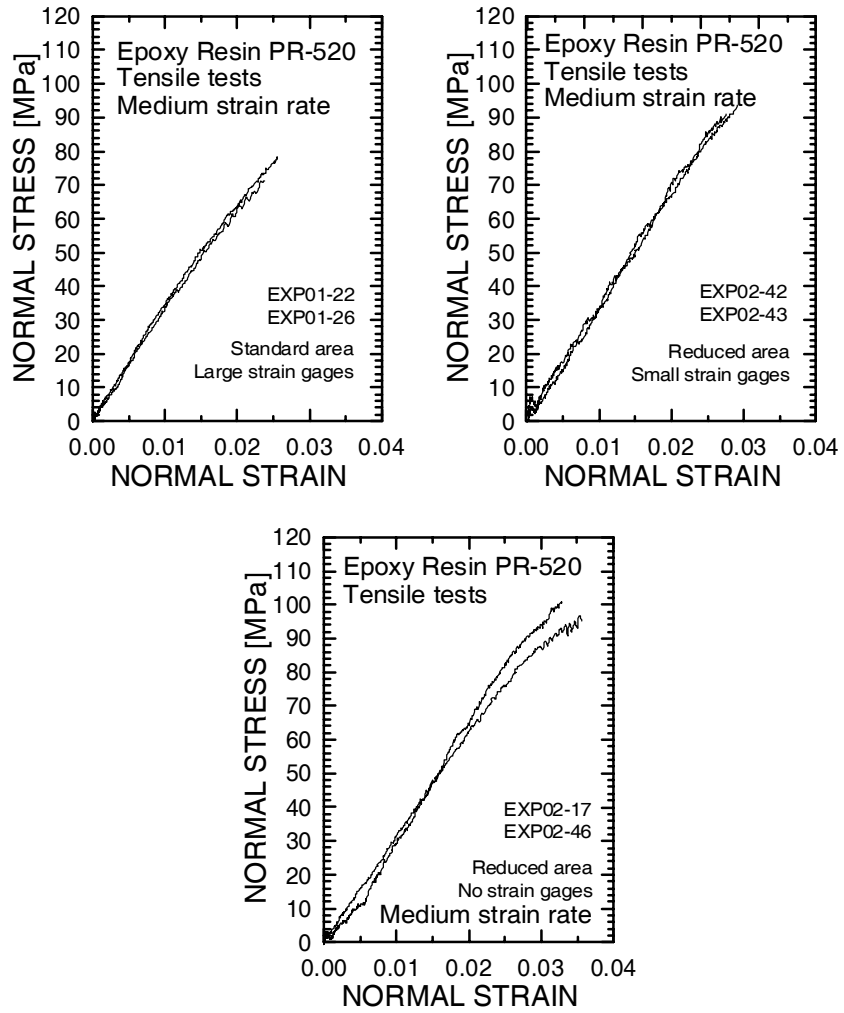 120
110
100
90
80
70
60
50
40
30
20
10
0
NORMAL STRESS [MPa]
Epoxy Resin PR-520
Tensile tests
Medium strain rate
EXP01-22
EXP01-26
Standard area
Large strain gages
0.00 0.01 0.02 0.03 0.04
NORMAL STRAIN
120
110
100
90
80
70
60
50
40
30
20
10
0
NORMAL STRESS [MPa]
Epoxy Resin PR-520
Tensile tests
Medium strain rate
EXP02-42
EXP02-43
Reduced area
Small strain gages
0.00 0.01 0.02 0.03 0.04
NORMAL STRAIN
120
110
100
90
80
70
60
50
40
30
20
10
0
NORMAL STRESS [MPa]
Epoxy Resin PR-520
Tensile tests
EXP02-17
EXP02-46
Reduced area
No strain gages
Medium strain rate
0.00 0.01 0.02 0.03 0.04
NORMAL STRAIN